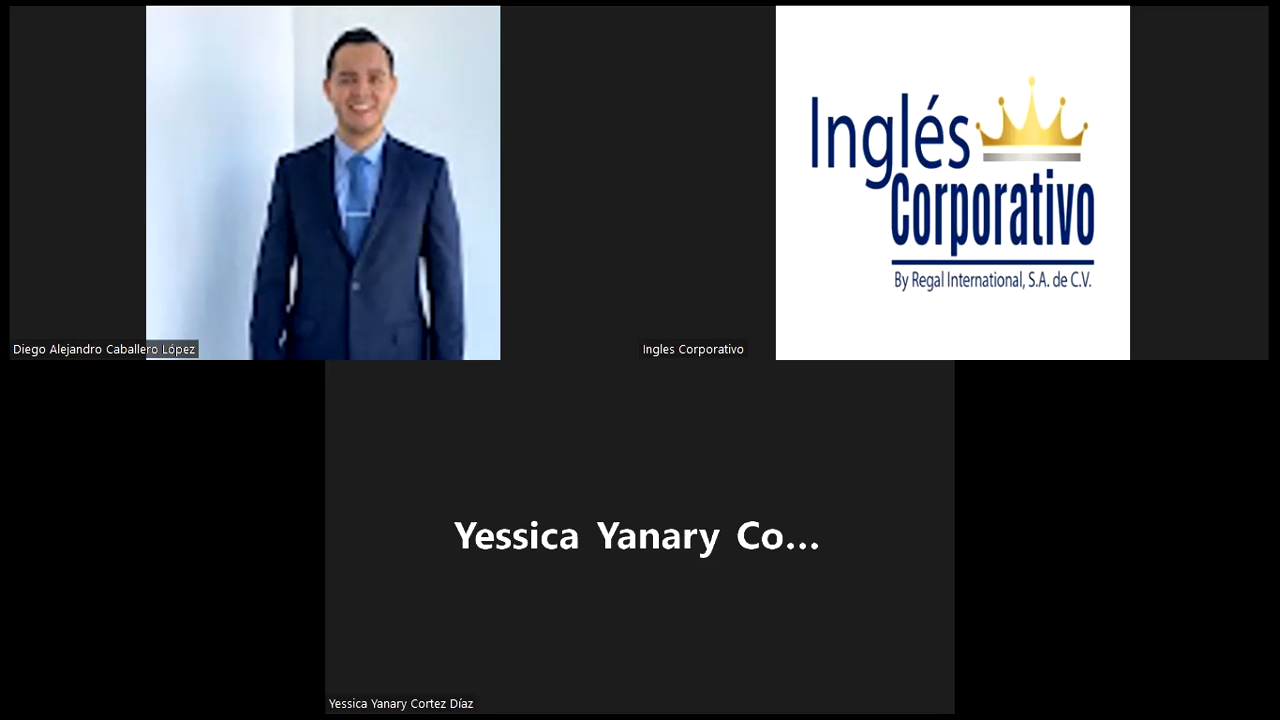 Inglés
Corporativo
By Regal International, S.A. de C.V.
Diego Alejandro Caballero López
Ingles Corporativo
Yessica Yanary Co...
Yessica Yanary Cortez Díaz